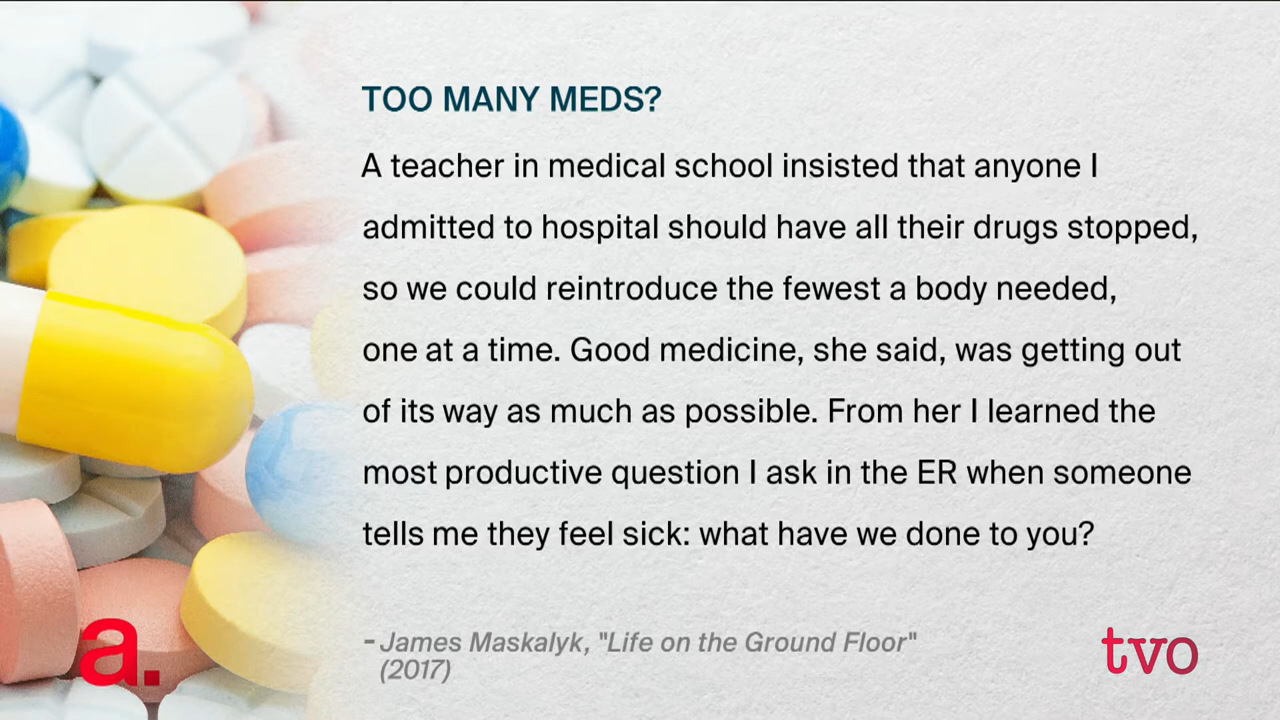 TOO MANY MEDS?
A teacher in medical school insisted that anyone I
admitted to hospital should have all their drugs stopped,
so we could reintroduce the fewest a body needed,
one at a time. Good medicine, she said, was getting out
of its way as much as possible. From her I learned the
most productive question I ask in the ER when someone
tells me they feel sick: what have we done to you?
- James Maskalyk, "Life on the Ground Floor"
(2017)
a.
tvo